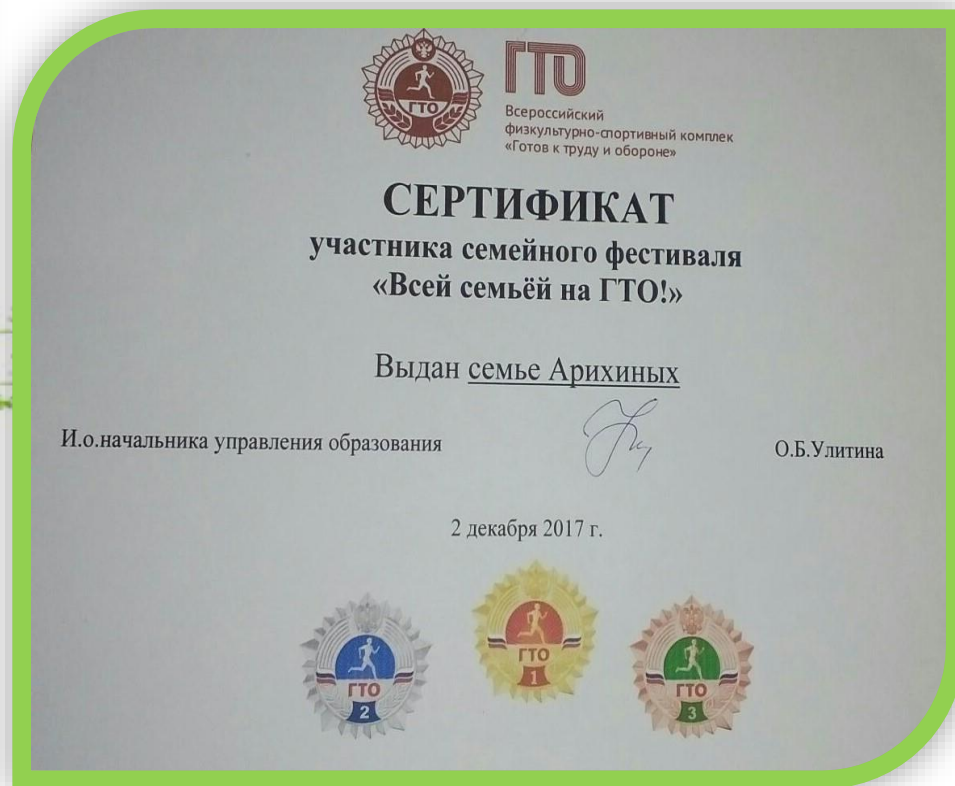 ГТО
ГТО
Всероссийский
физкультурно-спортивный комплек
«Готов к труду и обороне»
СЕРТИФИКАТ
участника семейного фестиваля
«Всей семьёй на ГТО!»
Выдан семье Арихиных
И.о.начальника управления образования
О.Б.Улитина
2 декабря 2017 г.
ГТО
2
ГТО
1
ГТО
3